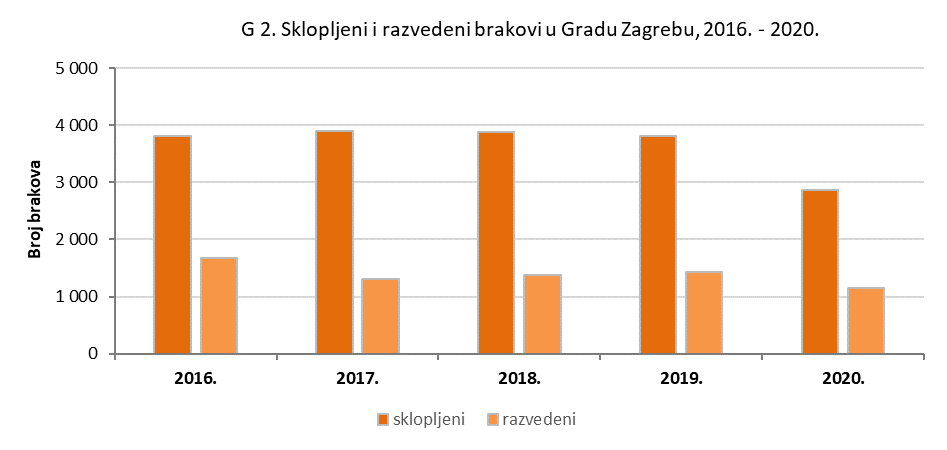 G 2. Sklopljeni i razvedeni brakovi u Gradu Zagrebu, 2016. - 2020.
5 000
4 000
3 000
2 000
1 000
0
Broj brakova
2016. 2017. 2018. 2019. 2020.
sklopljeni razvedeni